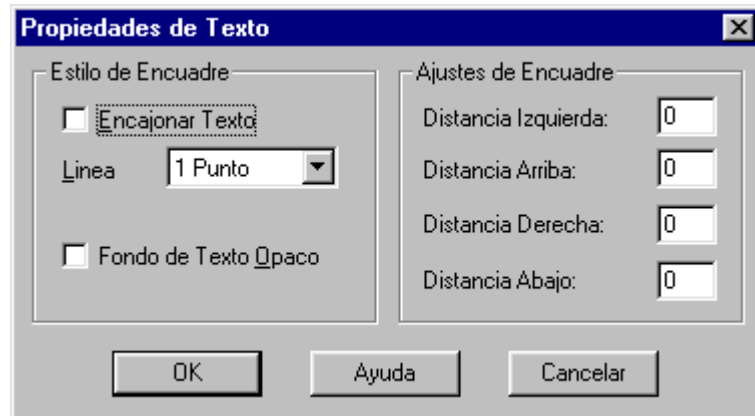 Propiedades de Texto
Estilo de Encuadre
Encajonar Texto
Linea 1 Punto
Fondo de Texto Opaco
Ajustes de Encuadre
Distancia Izquierda: 0
Distancia Arriba: 0
Distancia Derecha: 0
Distancia Abajo: 0
OK Ayuda Cancelar